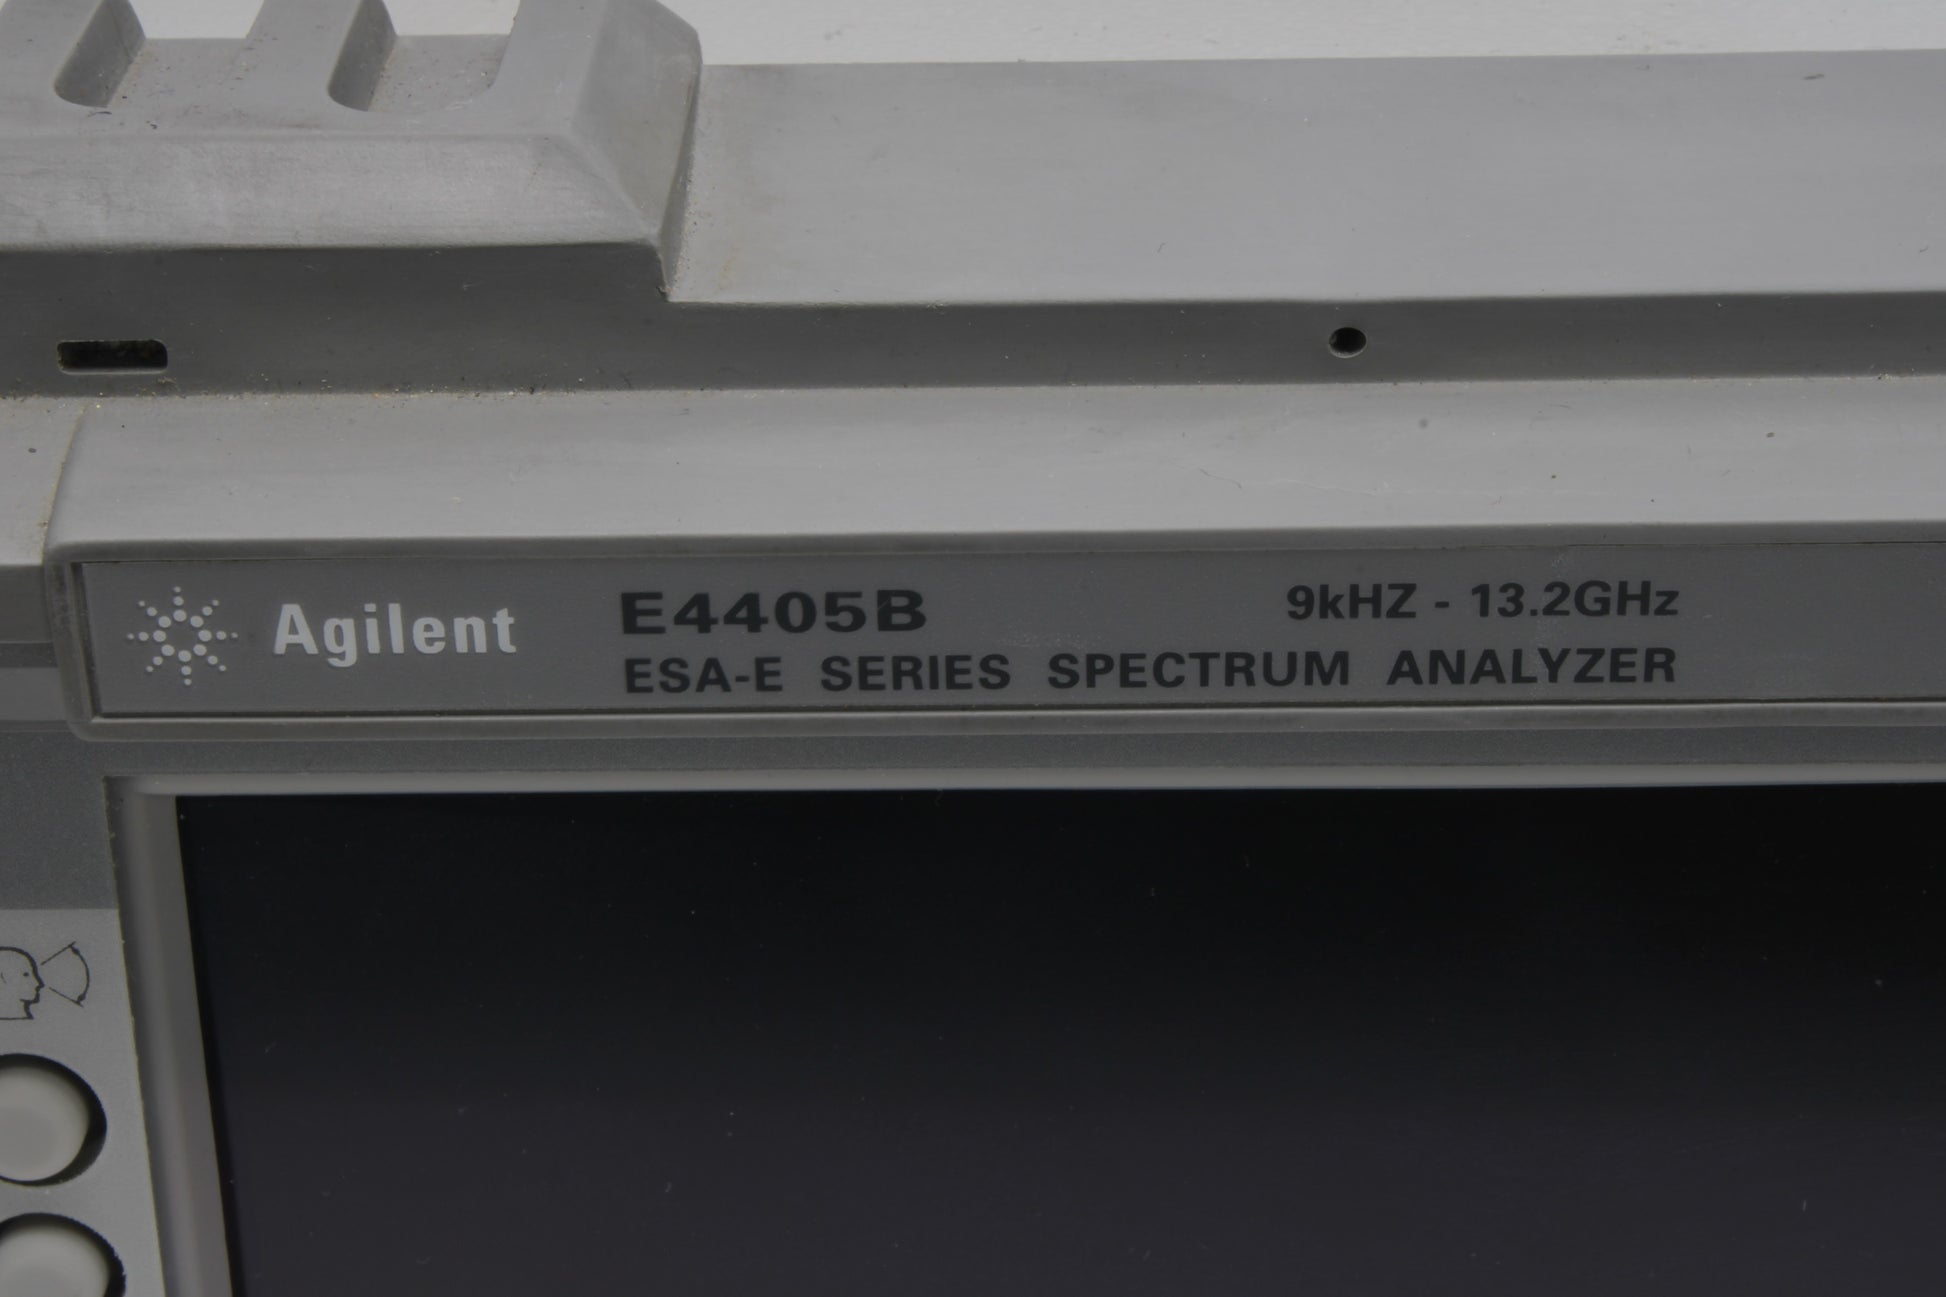 Agilent
E4405B
9kHZ - 13.2GHz
ESA-E SERIES SPECTRUM ANALYZER